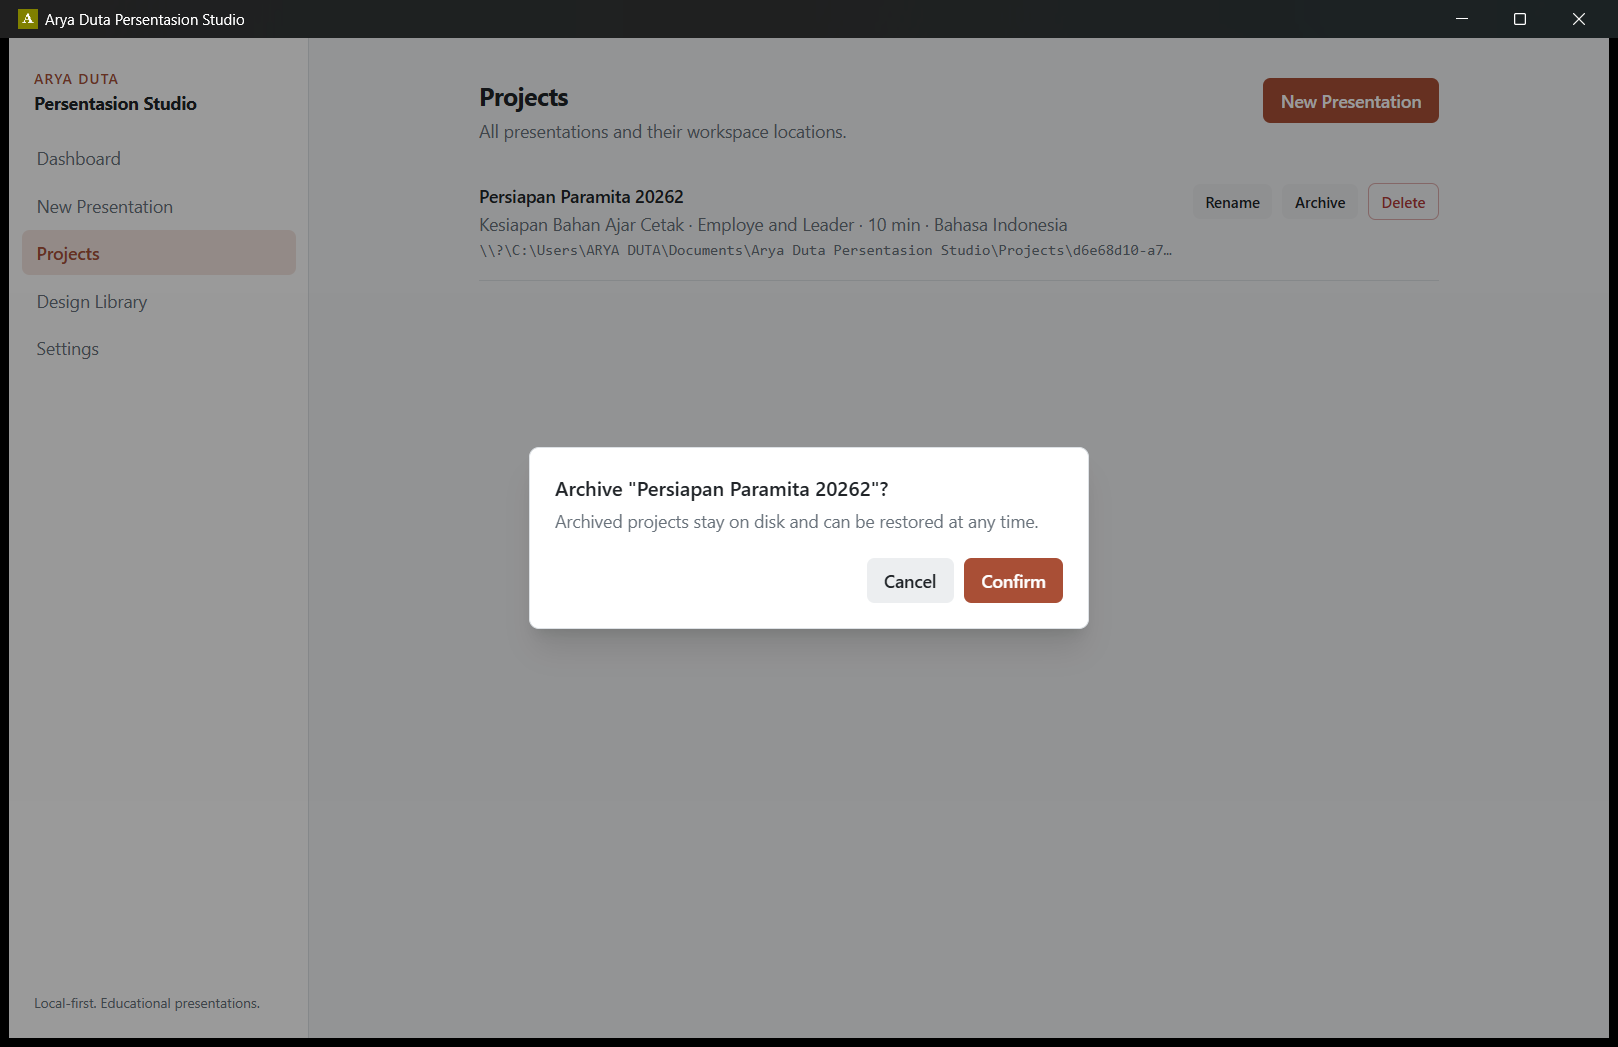 A Arya Duta Persentasion Studio
ARYA DUTA
Persentasion Studio
Dashboard
New Presentation
Projects
Design Library
Settings
Local-first. Educational presentations.
Projects
All presentations and their workspace locations.
New Presentation
Persiapan Paramita 20262
Kesiapan Bahan Ajar Cetak · Employe and Leader · 10 min · Bahasa Indonesia
\\?\C:\Users\ARYA DUTA\Documents\Arya Duta Persentasion Studio\Projects\d6e68d10-a7…
Rename Archive Delete
Archive "Persiapan Paramita 20262"?
Archived projects stay on disk and can be restored at any time.
Cancel Confirm